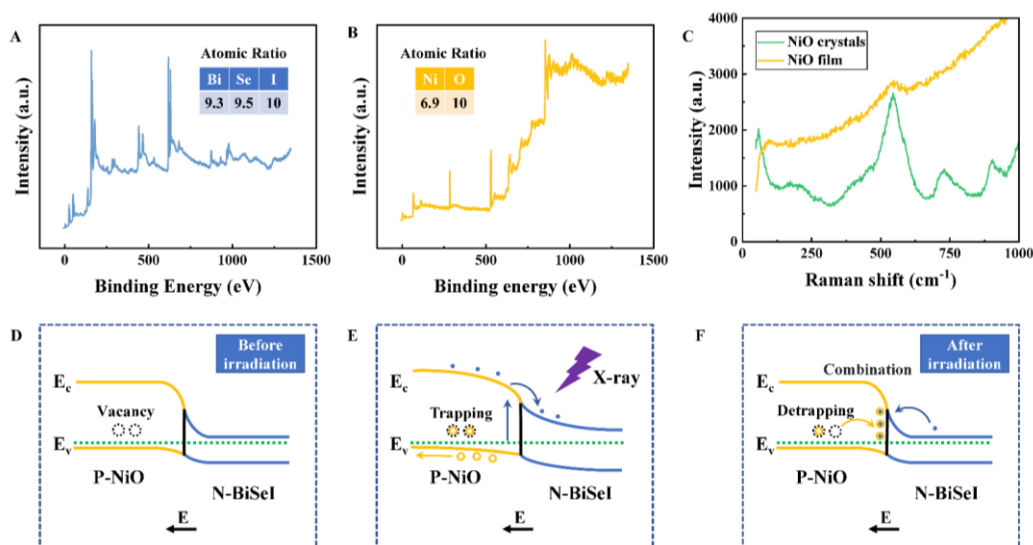 A
Intensity (a.u.)
Atomic Ratio
Bi Se I
9.3 9.5 10
0 500 1000 1500
Binding Energy (eV)
B
Intensity (a.u.)
Atomic Ratio
Ni O
6.9 10
0 500 1000 1500
Binding energy (eV)
C
Intensity (a.u.)
4000
3000
2000
1000
0
NiO crystals
NiO film
0 250 500 750 1000
Raman shift (cm⁻¹)
D
Before
irradiation
Ec
Vacancy
Ev
P-NiO
N-BiSeI
E
E
X-ray
Ec
Trapping
Ev
P-NiO
N-BiSeI
E
F
After
irradiation
Combination
Ec
Detrapping
Ev
P-NiO
N-BiSeI
E